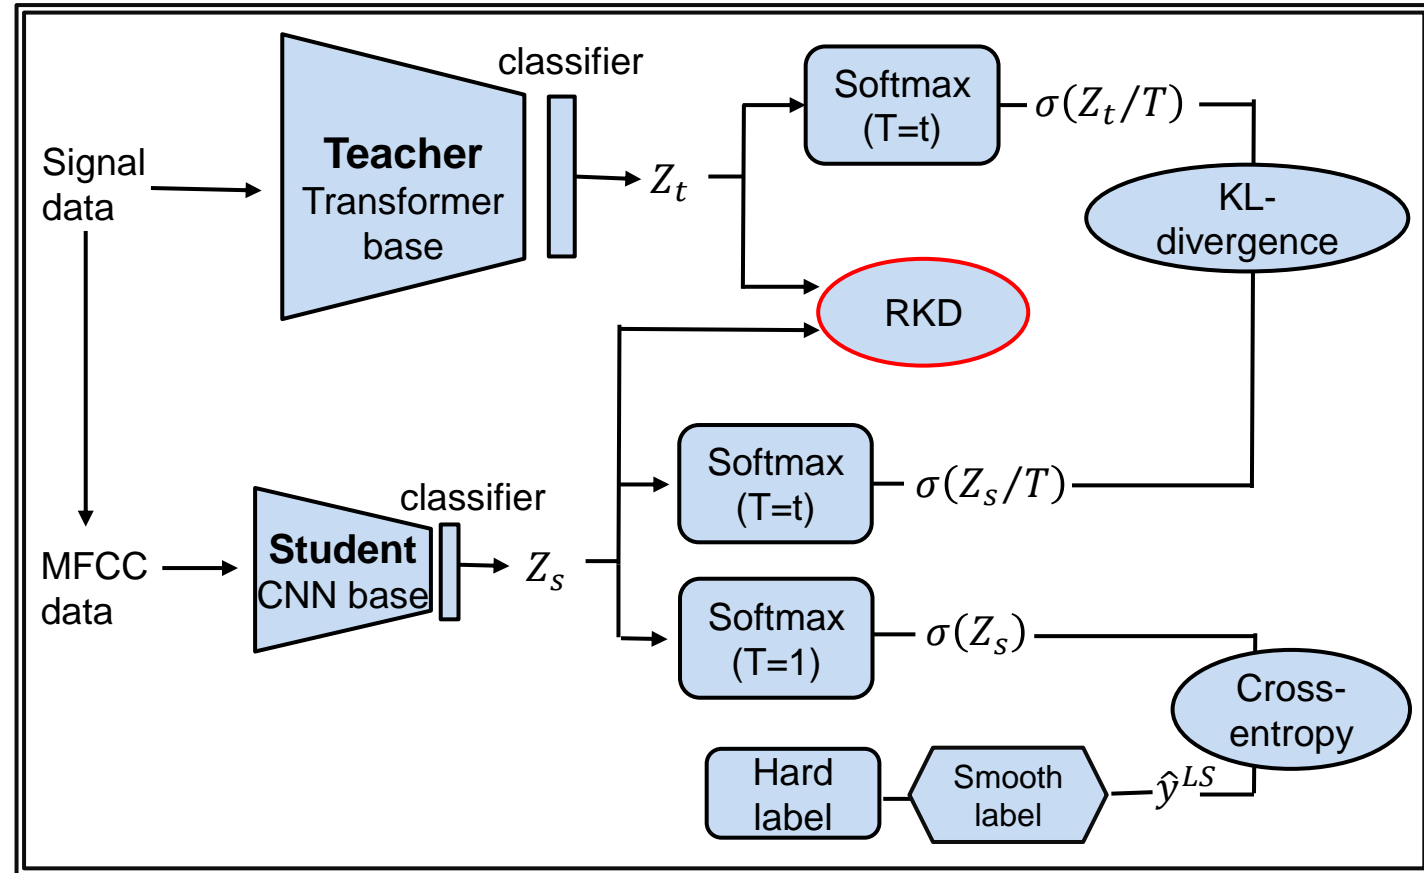 Signal
data
Teacher
Transformer
base
classifier
Z_t
Softmax
(T=t)
σ(Z_t/T)
KL-
divergence
RKD
MFCC
data
Student
CNN base
classifier
Z_s
Softmax
(T=t)
σ(Z_s/T)
Softmax
(T=1)
σ(Z_s)
Cross-
entropy
Hard
label
Smooth
label
ŷ^{LS}